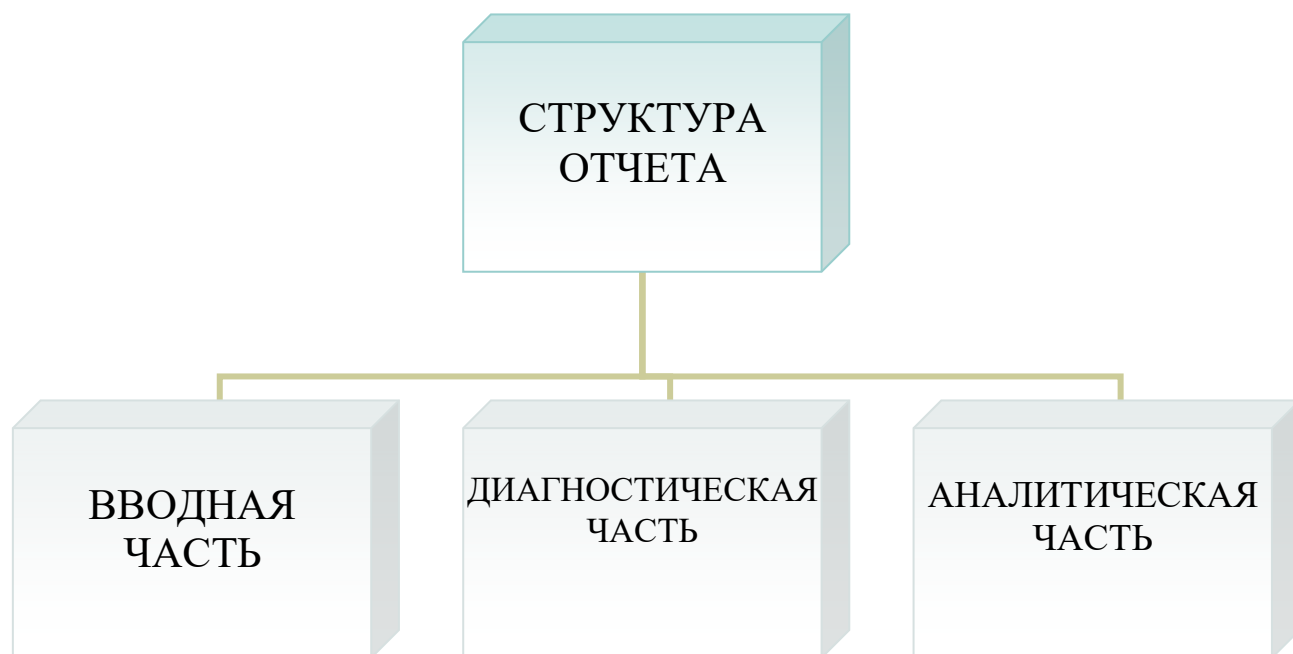 СТРУКТУРА
ОТЧЕТА
ВВОДНАЯ
ЧАСТЬ
ДИАГНОСТИЧЕСКАЯ
ЧАСТЬ
АНАЛИТИЧЕСКАЯ
ЧАСТЬ